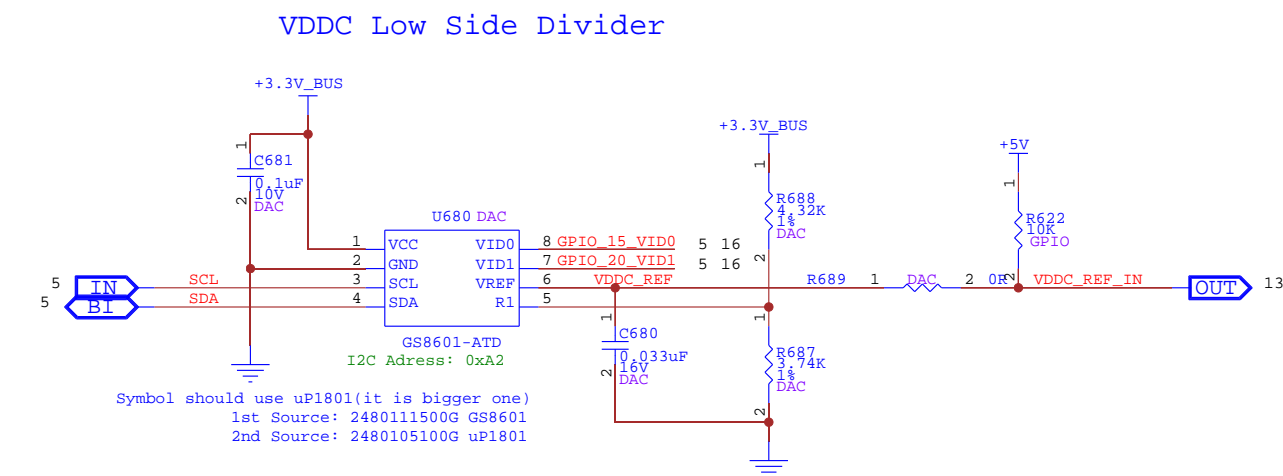 VDDC Low Side Divider
+3.3V_BUS
+3.3V_BUS
+5V
1
C681
0.1uF
10V
2
DAC
1
R688
4.32K
1%
DAC
2
1
R622
10K
GPIO
2
U680 DAC
1 VCC VID0 8 GPIO_15_VID0 5 16
2 GND VID1 7 GPIO_20_VID1 5 16
5 IN SCL 3 SCL VREF 6 VDDC_REF R689 1 DAC 2 0R VDDC_REF_IN OUT 13
5 BI SDA 4 SDA R1 5
1
C680
0.033uF
16V
2
DAC
1
R687
3.74K
1%
DAC
2
GS8601-ATD
I2C Adress: 0xA2
Symbol should use uP1801(it is bigger one)
1st Source: 2480111500G GS8601
2nd Source: 2480105100G uP1801